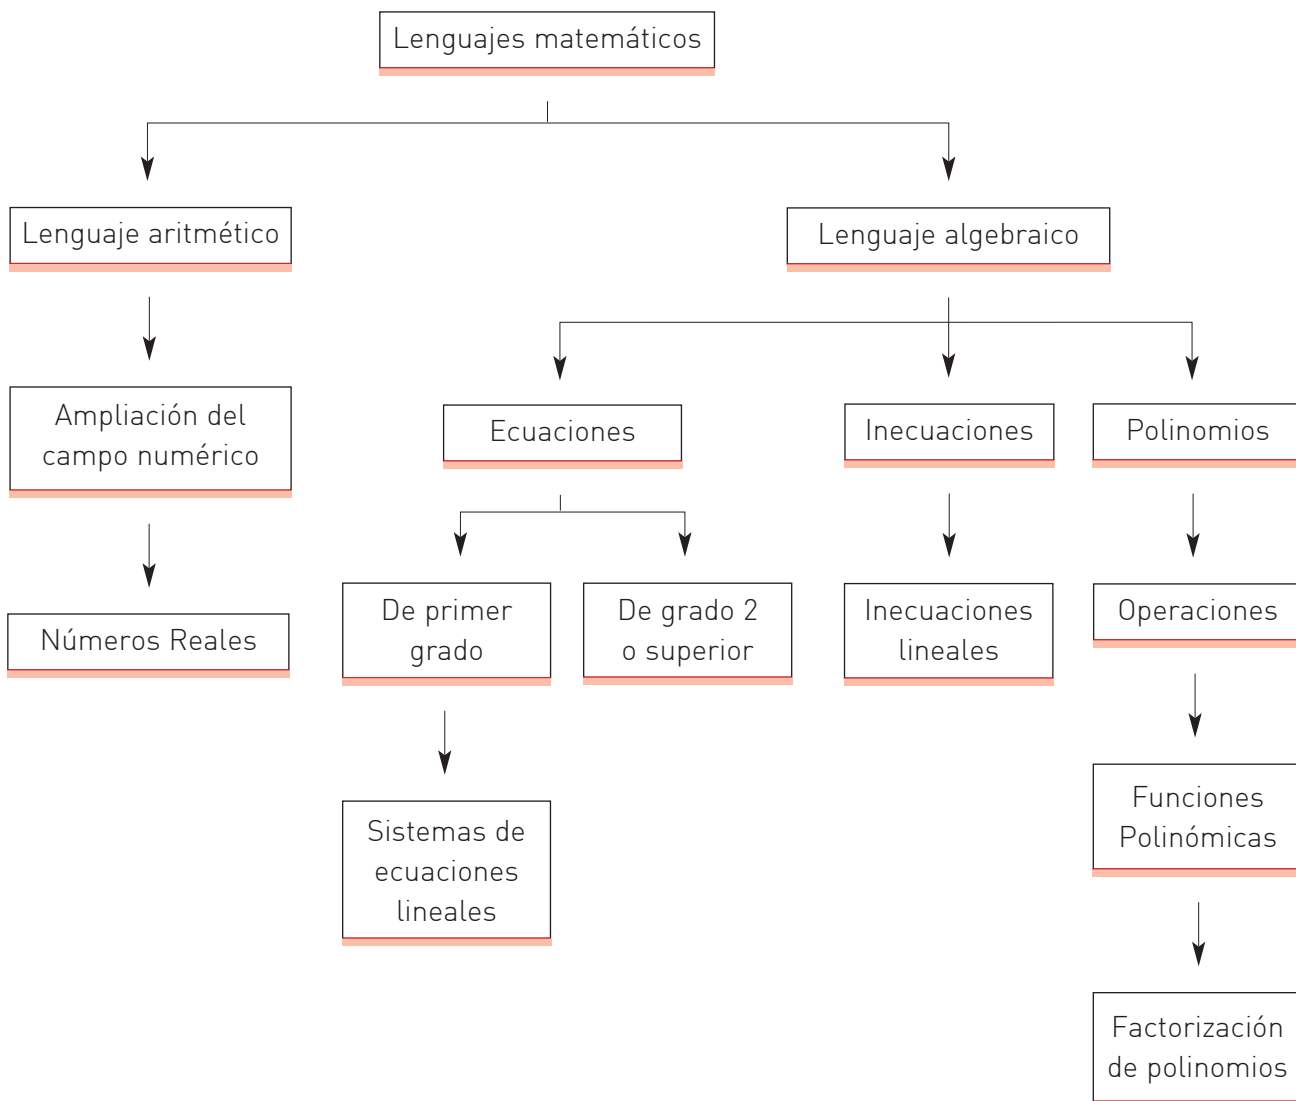 Lenguajes matemáticos
Lenguaje aritmético
Lenguaje algebraico
Ampliación del
campo numérico
Ecuaciones
Inecuaciones
Polinomios
Números Reales
De primer
grado
De grado 2
o superior
Inecuaciones
lineales
Operaciones
Sistemas de
ecuaciones
lineales
Funciones
Polinómicas
Factorización
de polinomios